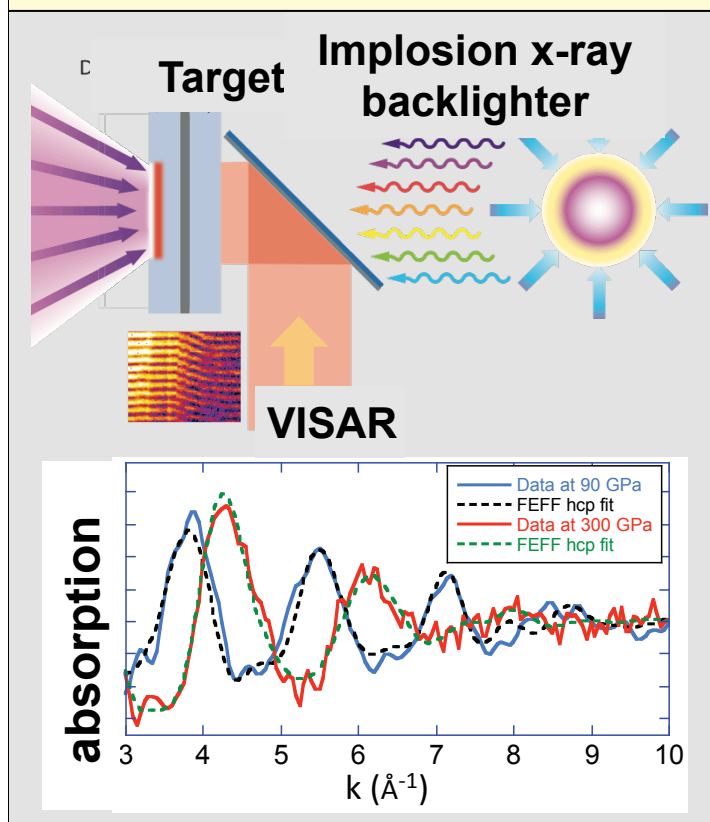 D
Target
Implosion x-ray
backlighter
VISAR
Data at 90 GPa
FEFF hcp fit
Data at 300 GPa
FEFF hcp fit
absorption
3 4 5 6 7 8 9 10
k (Å⁻¹)